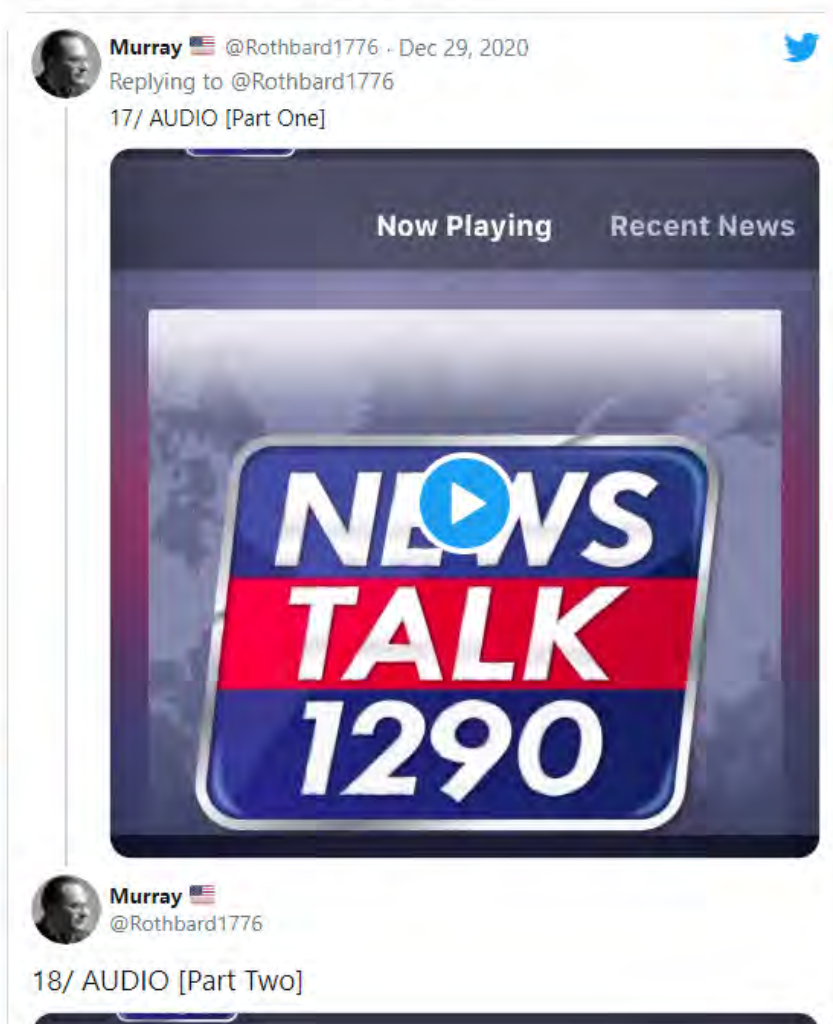 Murray 🇺🇸 @Rothbard1776 · Dec 29, 2020
Replying to @Rothbard1776
17/ AUDIO [Part One]
Now Playing Recent News
NEWS
TALK
1290
Murray 🇺🇸
@Rothbard1776
18/ AUDIO [Part Two]